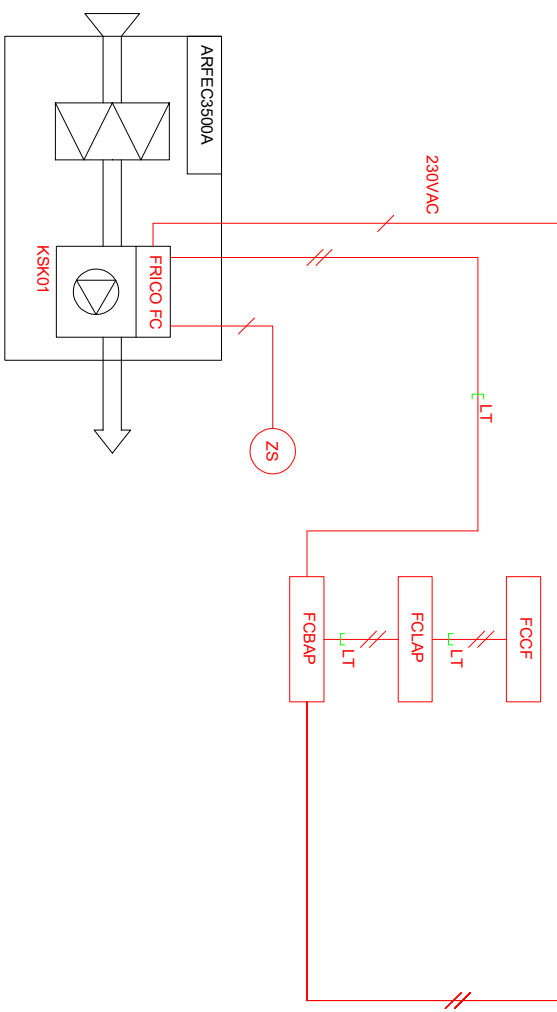 ARFEC3500A
230VAC
KSK01
FRICO FC
ZS
LT
FCBAP
LT
FCLAP
LT
FCCF